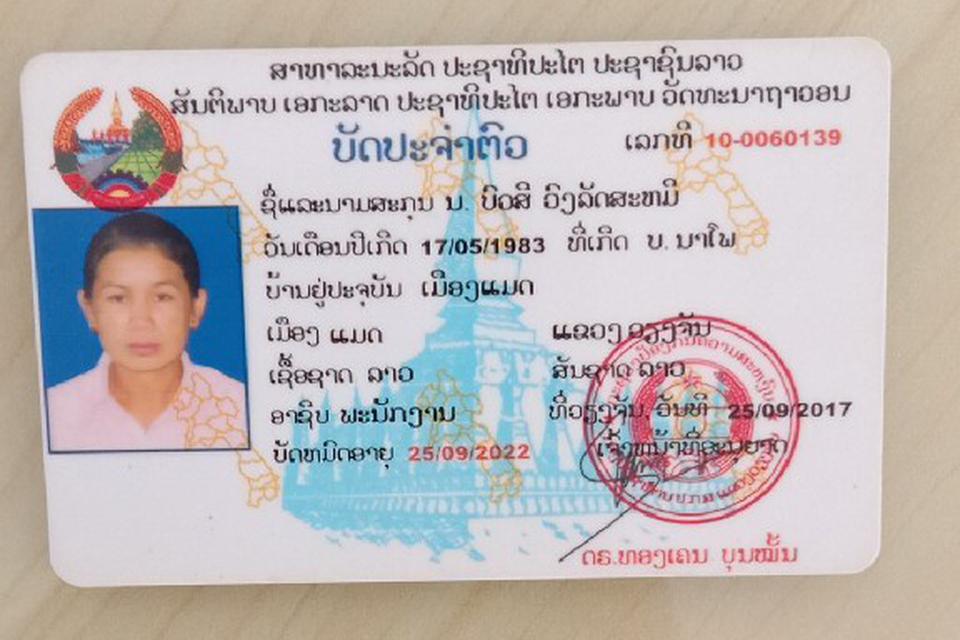 ສາທາລະນະລັດ ປະຊາທິປະໄຕ ປະຊາຊົນລາວ
ສັນຕິພາບ ເອກະລາດ ປະຊາທິປະໄຕ ເອກະພາບ ວັດທະນາຖາວອນ
ບັດປະຈຳຕົວ
ເລກທີ 10-0060139
ຊື່ແລະນາມສະກຸນ ນ. ບົວສີ ວົງລັດສະຫມີ
ວັນເດືອນປີເກີດ 17/05/1983 ທີ່ເກີດ ບ. ນາໂພ
ບ້ານຢູ່ປະຈຸບັນ ເມືອງແມດ
ເມືອງ ແມດ ແຂວງ ວຽງຈັນ
ເຊື້ອຊາດ ລາວ ສັນຊາດ ລາວ
ອາຊີບ ພະນັກງານ ທີ່ວຽງຈັນ, ວັນທີ 25/09/2017
ບັດຫມົດອາຍຸ 25/09/2022 ເຈົ້າໜ້າທີ່ອະນຸຍາດ
ດຣ.ທອງເຄນ ບຸນໝັ້ນ